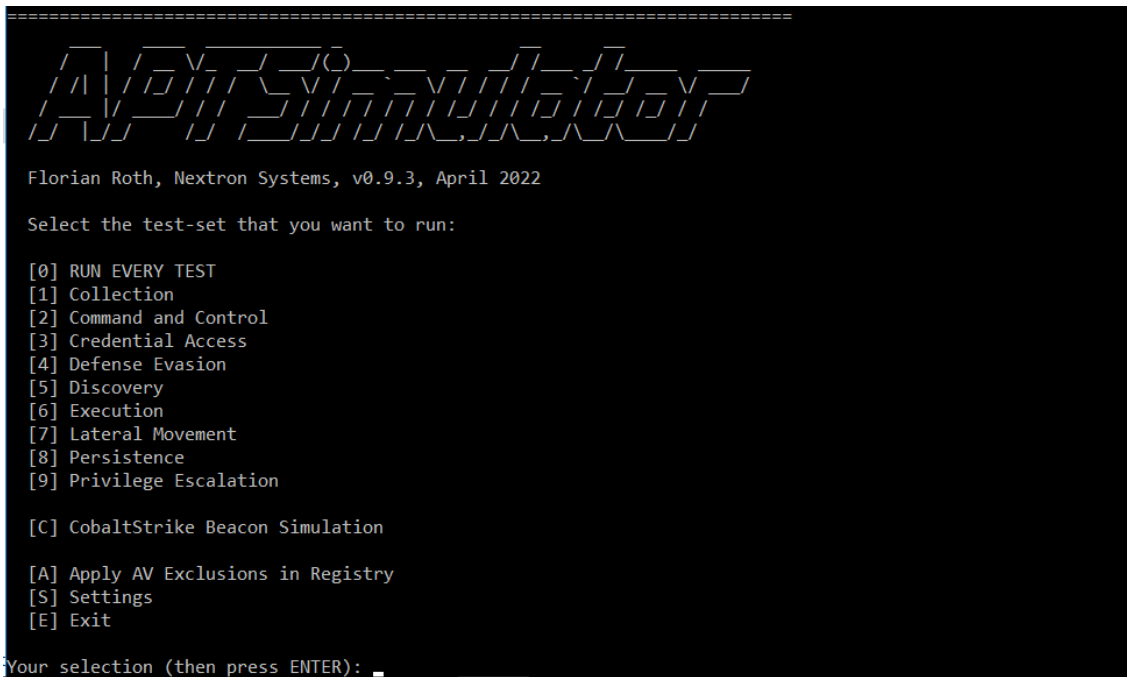 APTSimulator
Florian Roth, Nextron Systems, v0.9.3, April 2022
Select the test-set that you want to run:
[0] RUN EVERY TEST
[1] Collection
[2] Command and Control
[3] Credential Access
[4] Defense Evasion
[5] Discovery
[6] Execution
[7] Lateral Movement
[8] Persistence
[9] Privilege Escalation
[C] CobaltStrike Beacon Simulation
[A] Apply AV Exclusions in Registry
[S] Settings
[E] Exit
Your selection (then press ENTER):